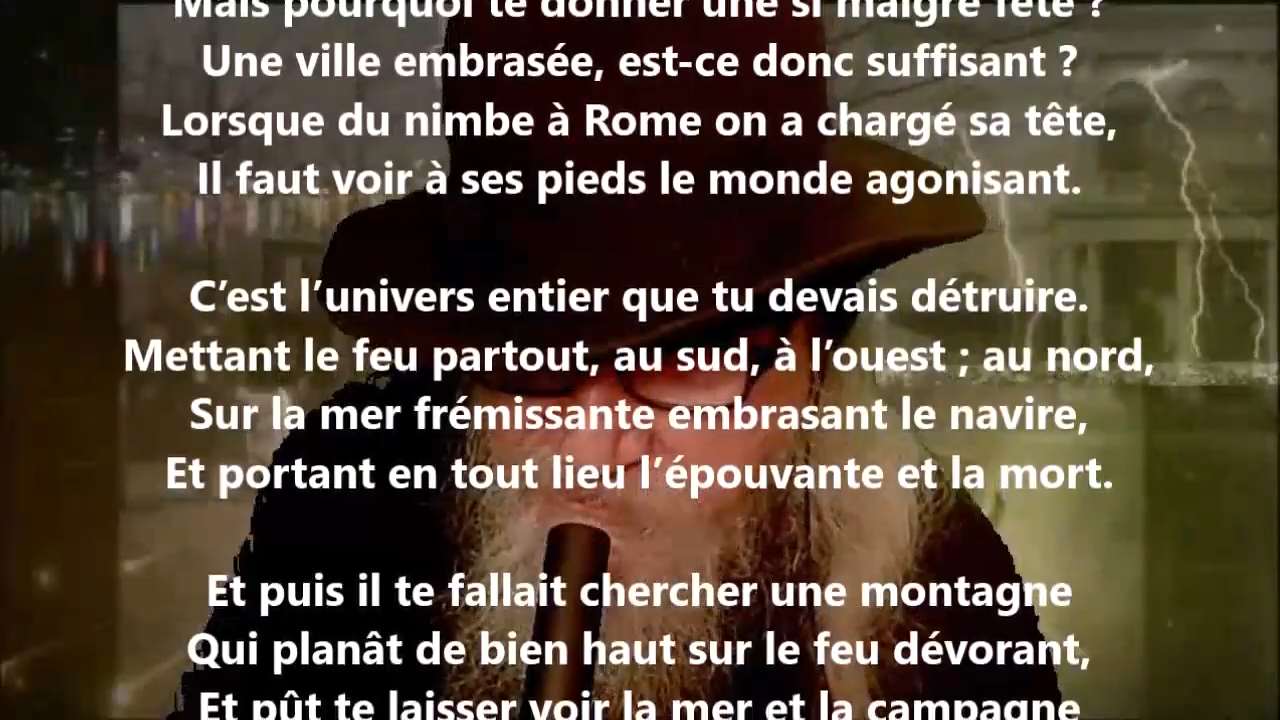 Mais pourquoi te donner une si maigre fête ?
Une ville embrasée, est-ce donc suffisant ?
Lorsque du nimbe à Rome on a chargé sa tête,
Il faut voir à ses pieds le monde agonisant.
C’est l’univers entier que tu devais détruire.
Mettant le feu partout, au sud, à l’ouest ; au nord,
Sur la mer frémissante embrasant le navire,
Et portant en tout lieu l’épouvante et la mort.
Et puis il te fallait chercher une montagne
Qui planât de bien haut sur le feu dévorant,
Et pût te laisser voir la mer et la campagne